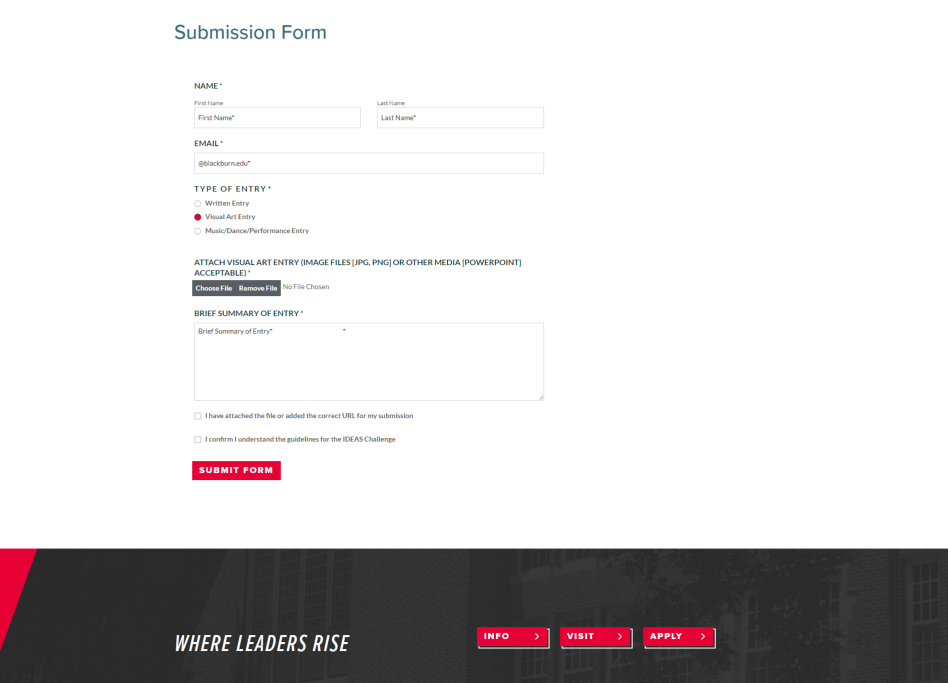 Submission Form
NAME*
First Name Last Name
First Name* Last Name*
EMAIL*
@blackburn.edu*
TYPE OF ENTRY*
Written Entry
Visual Art Entry
Music/Dance/Performance Entry
ATTACH VISUAL ART ENTRY (IMAGE FILES [JPG, PNG] OR OTHER MEDIA [POWERPOINT]
ACCEPTABLE)*
Choose File Remove File No File Chosen
BRIEF SUMMARY OF ENTRY*
Brief Summary of Entry* *
I have attached the file or added the correct URL for my submission
I confirm I understand the guidelines for the IDEAS Challenge
SUBMIT FORM
WHERE LEADERS RISE
INFO VISIT APPLY